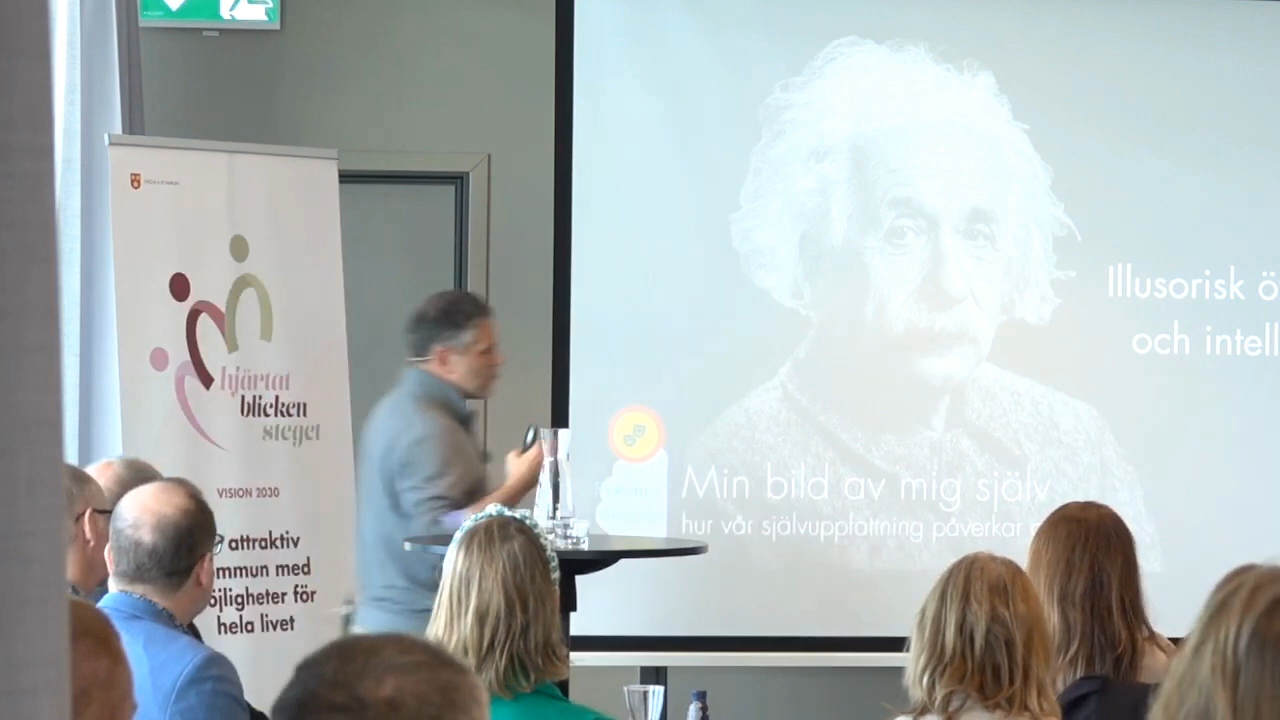 hjärtat
blicken
steget
VISION 2030
attraktiv
mmun med
öjligheter för
hela livet
Illusorisk ö
och intell
Min bild av mig själv
hur vår självuppfattning påverkar